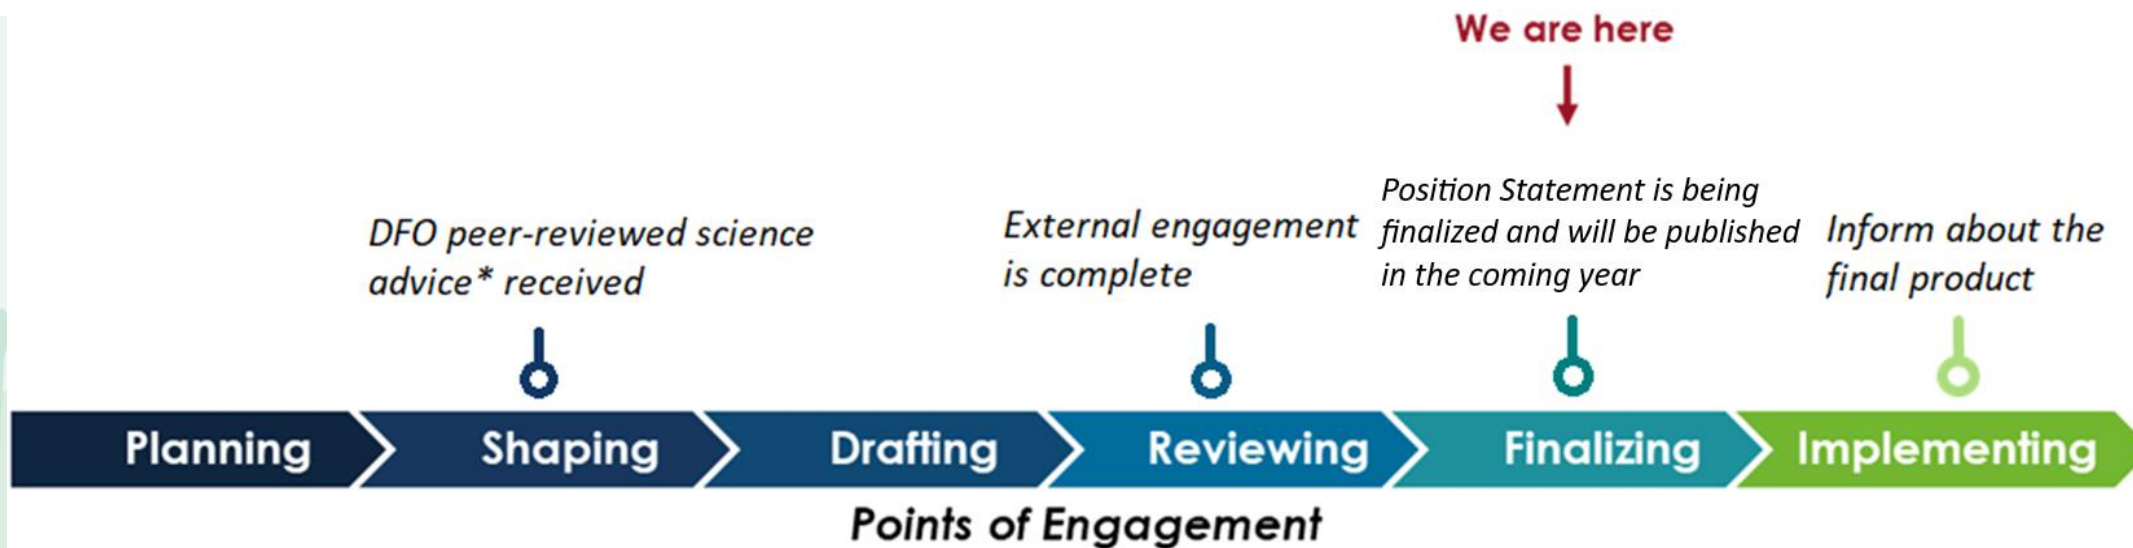 We are here
DFO peer-reviewed science
advice* received
External engagement
is complete
Position Statement is being
finalized and will be published
in the coming year
Inform about the
final product
Planning
Shaping
Drafting
Reviewing
Finalizing
Implementing
Points of Engagement